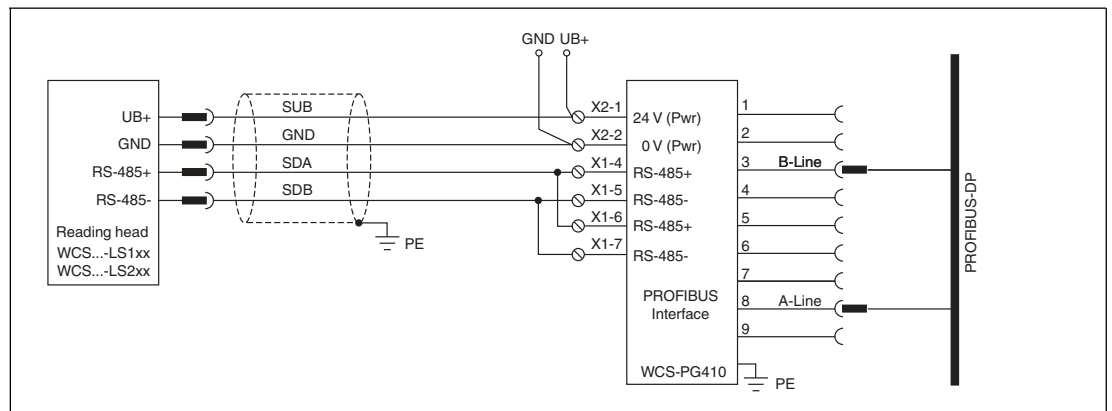 GND UB+
UB+
GND
RS-485+
RS-485-
Reading head
WCS...-LS1xx
WCS...-LS2xx
SUB
GND
SDA
SDB
PE
X2-1
X2-2
X1-4
X1-5
X1-6
X1-7
24 V (Pwr)
0 V (Pwr)
RS-485+
RS-485-
RS-485+
RS-485-
PROFIBUS
Interface
WCS-PG410
PE
1
2
3 B-Line
4
5
6
7
8 A-Line
9
PROFIBUS-DP